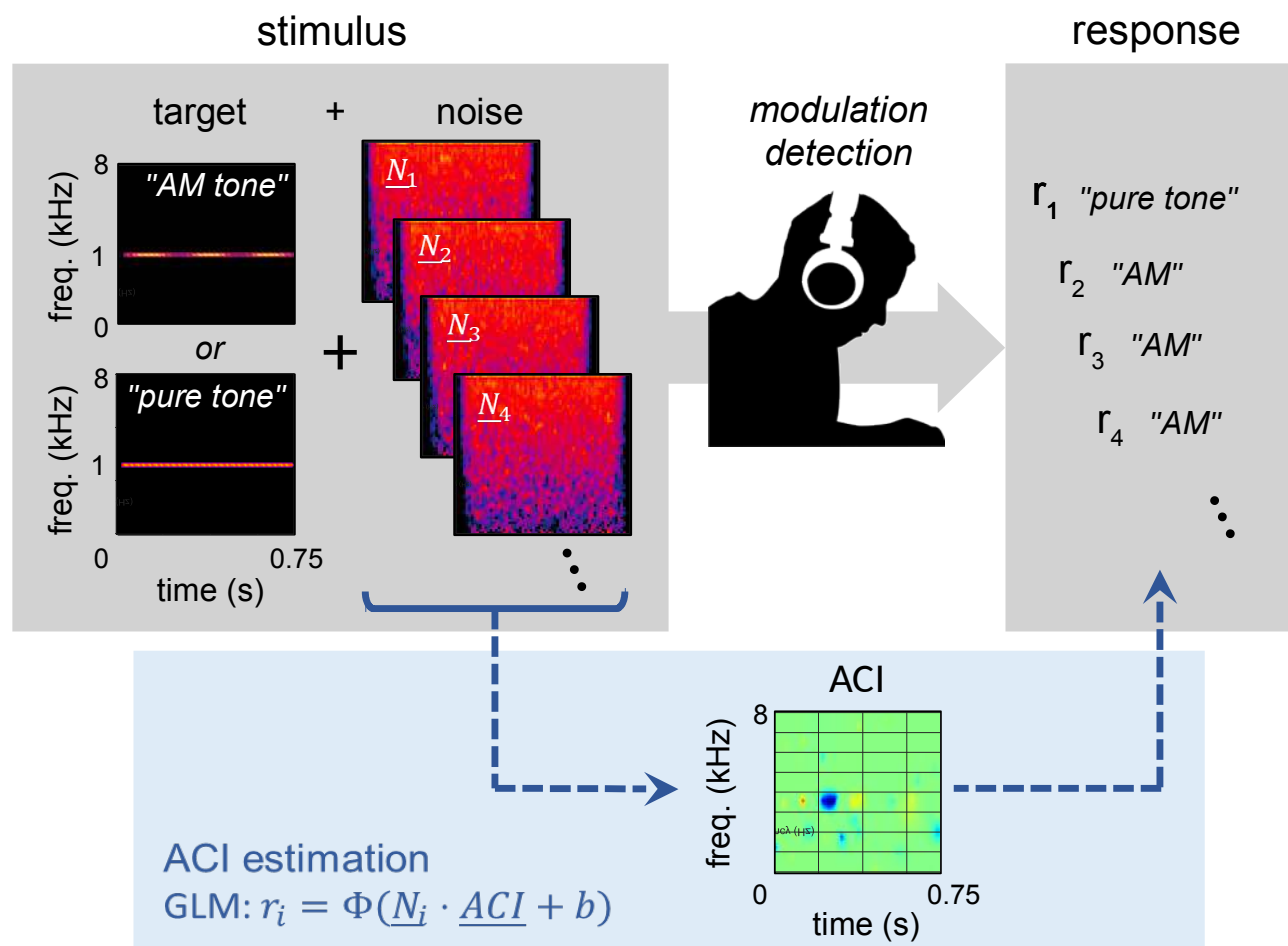 stimulus
response
target + noise
modulation
detection
8
"AM tone"
freq. (kHz)
1
0
or
8
"pure tone"
freq. (kHz)
1
0
0.75
time (s)
+
N₁
N₂
N₃
N₄
r₁ "pure tone"
r₂ "AM"
r₃ "AM"
r₄ "AM"
ACI
8
freq. (kHz)
ncy (Hz)
0
0.75
time (s)
ACI estimation
GLM: rᵢ = Φ(Nᵢ · ACI + b)